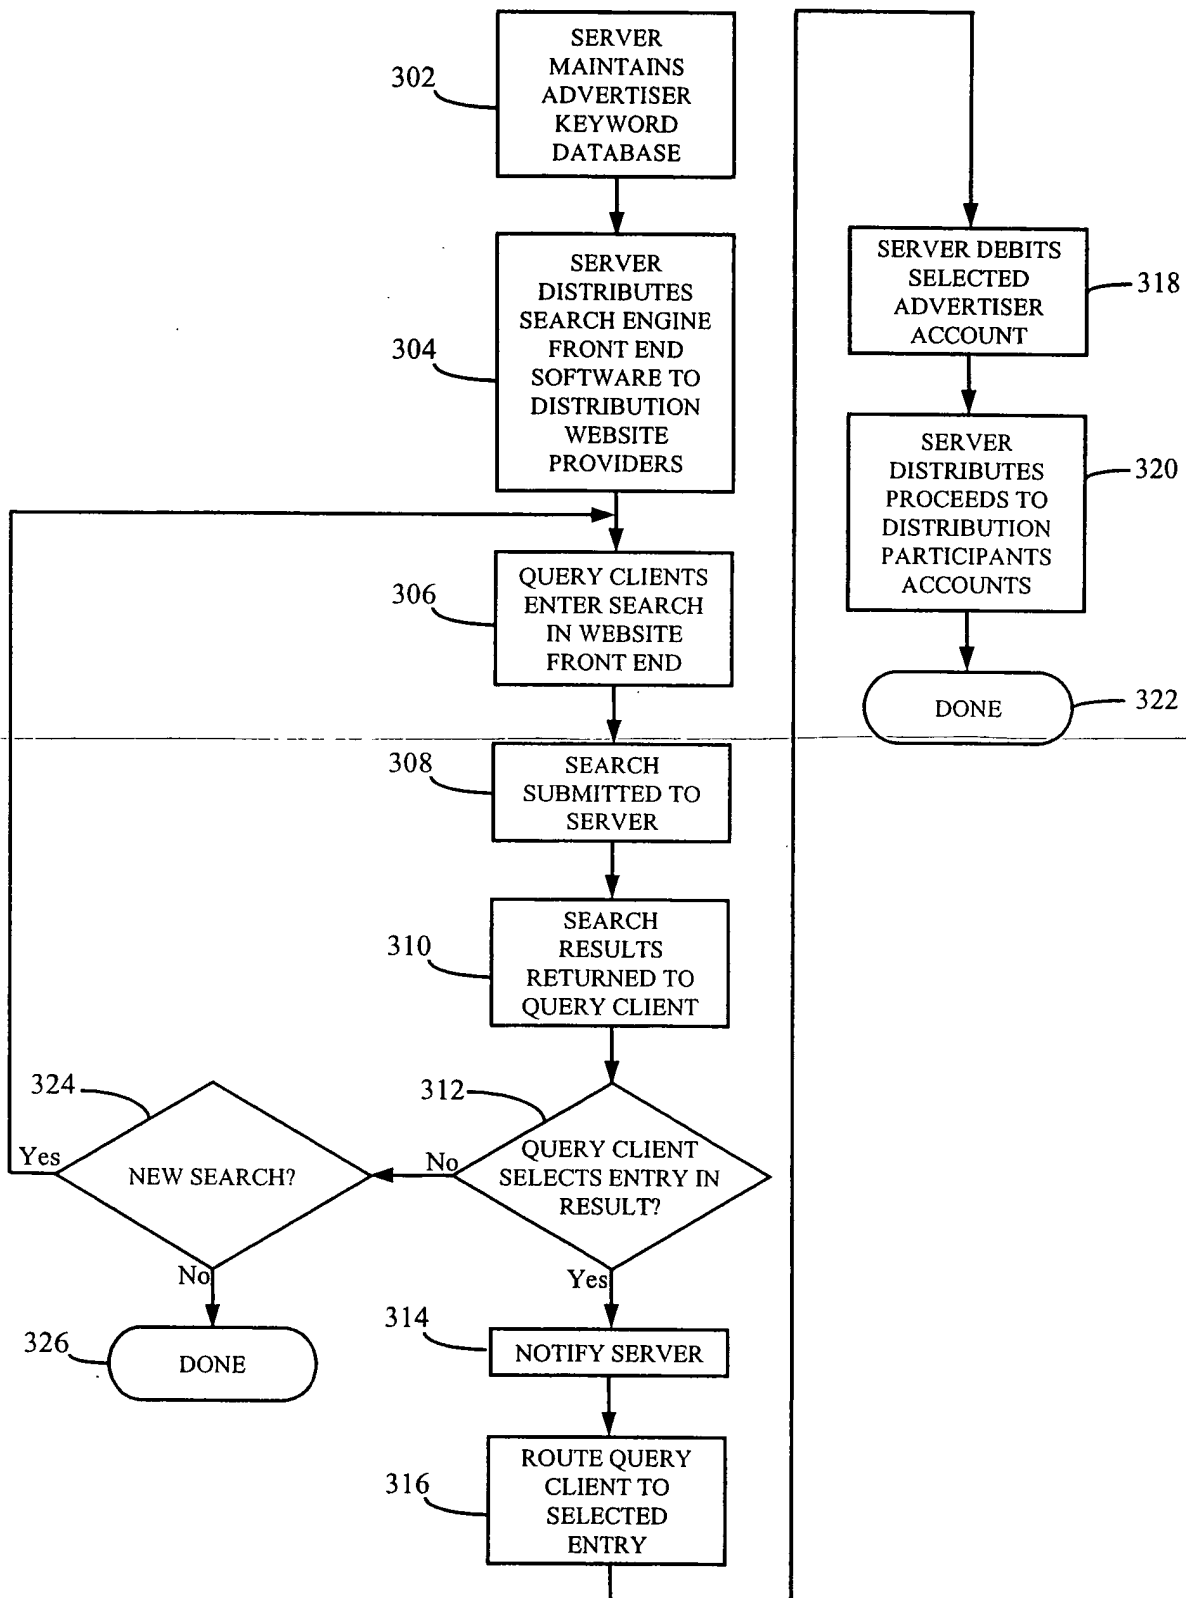 302
SERVER
MAINTAINS
ADVERTISER
KEYWORD
DATABASE
304
SERVER
DISTRIBUTES
SEARCH ENGINE
FRONT END
SOFTWARE TO
DISTRIBUTION
WEBSITE
PROVIDERS
306
QUERY CLIENTS
ENTER SEARCH
IN WEBSITE
FRONT END
308
SEARCH
SUBMITTED TO
SERVER
310
SEARCH
RESULTS
RETURNED TO
QUERY CLIENT
312
QUERY CLIENT
SELECTS ENTRY IN
RESULT?
No
Yes
324
NEW SEARCH?
Yes
No
326
DONE
314
NOTIFY SERVER
316
ROUTE QUERY
CLIENT TO
SELECTED
ENTRY
SERVER DEBITS
SELECTED
ADVERTISER
ACCOUNT
318
SERVER
DISTRIBUTES
PROCEEDS TO
DISTRIBUTION
PARTICIPANTS
ACCOUNTS
320
DONE
322